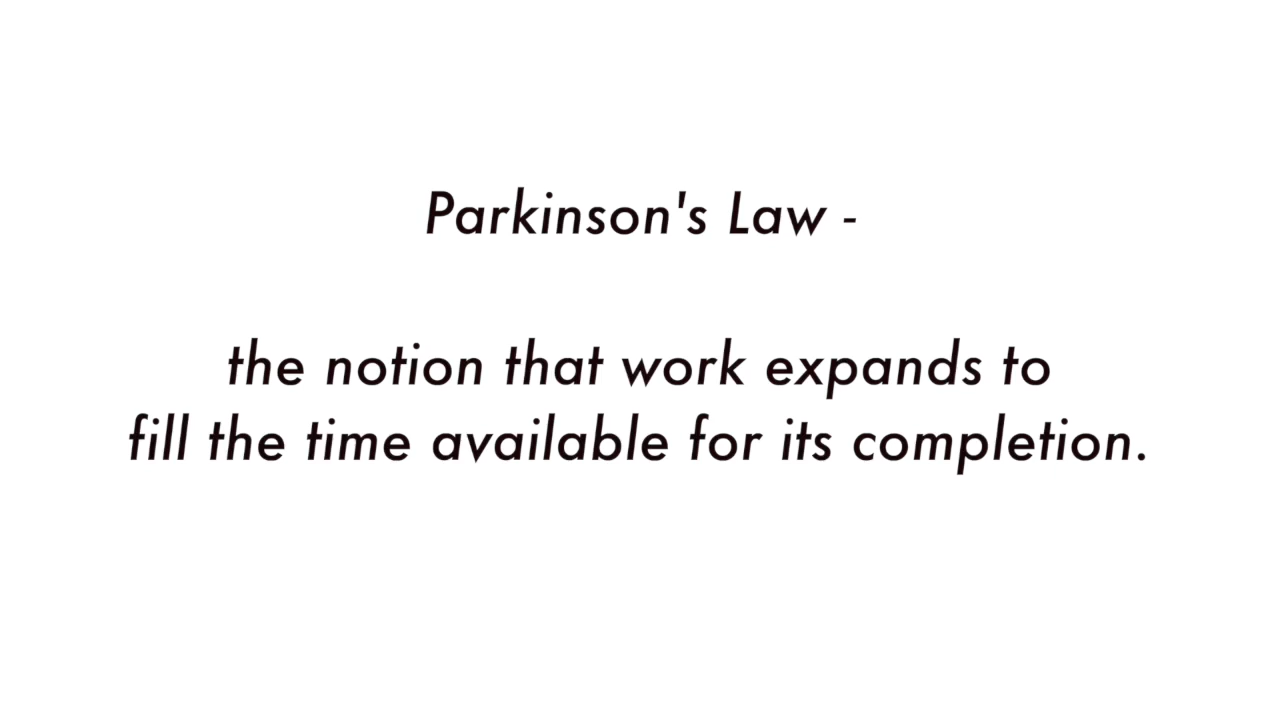 Parkinson's Law -
the notion that work expands to
fill the time available for its completion.